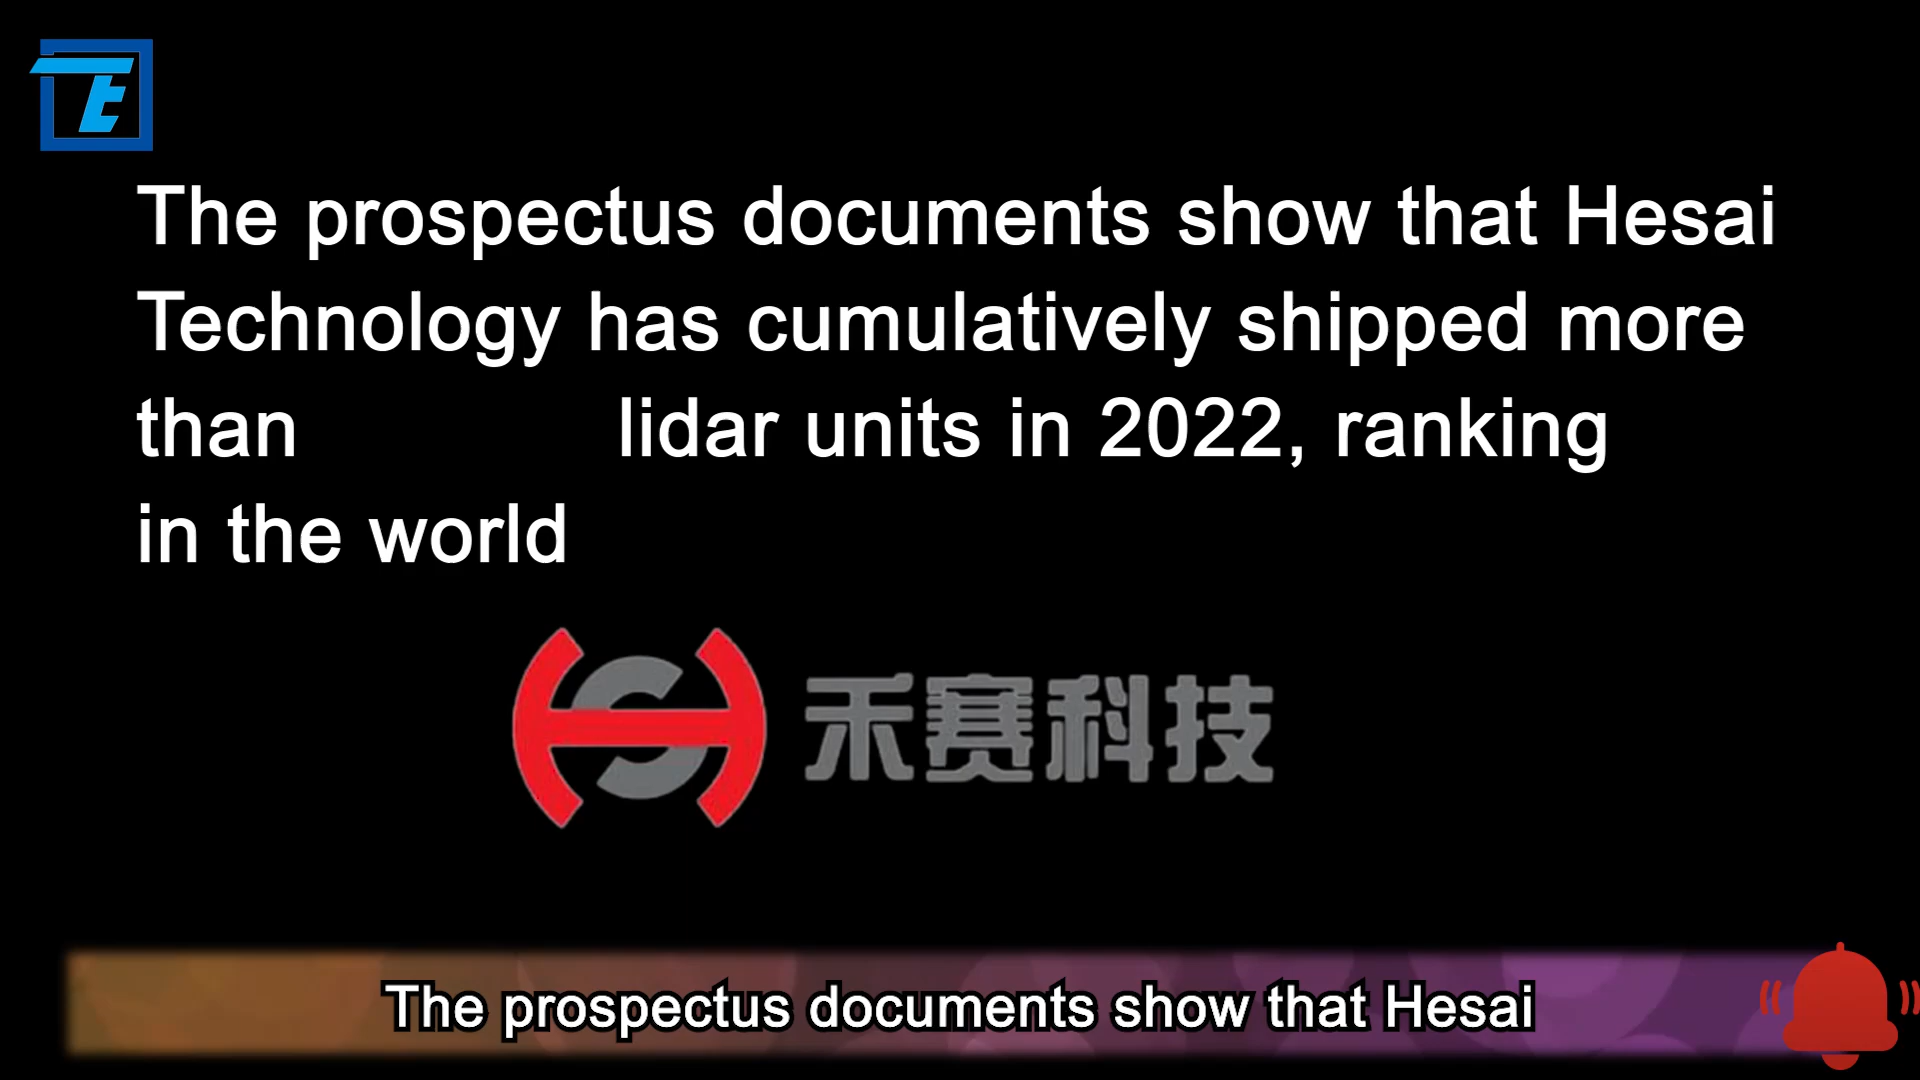 TE
The prospectus documents show that Hesai
Technology has cumulatively shipped more
than lidar units in 2022, ranking
in the world
禾赛科技
The prospectus documents show that Hesai